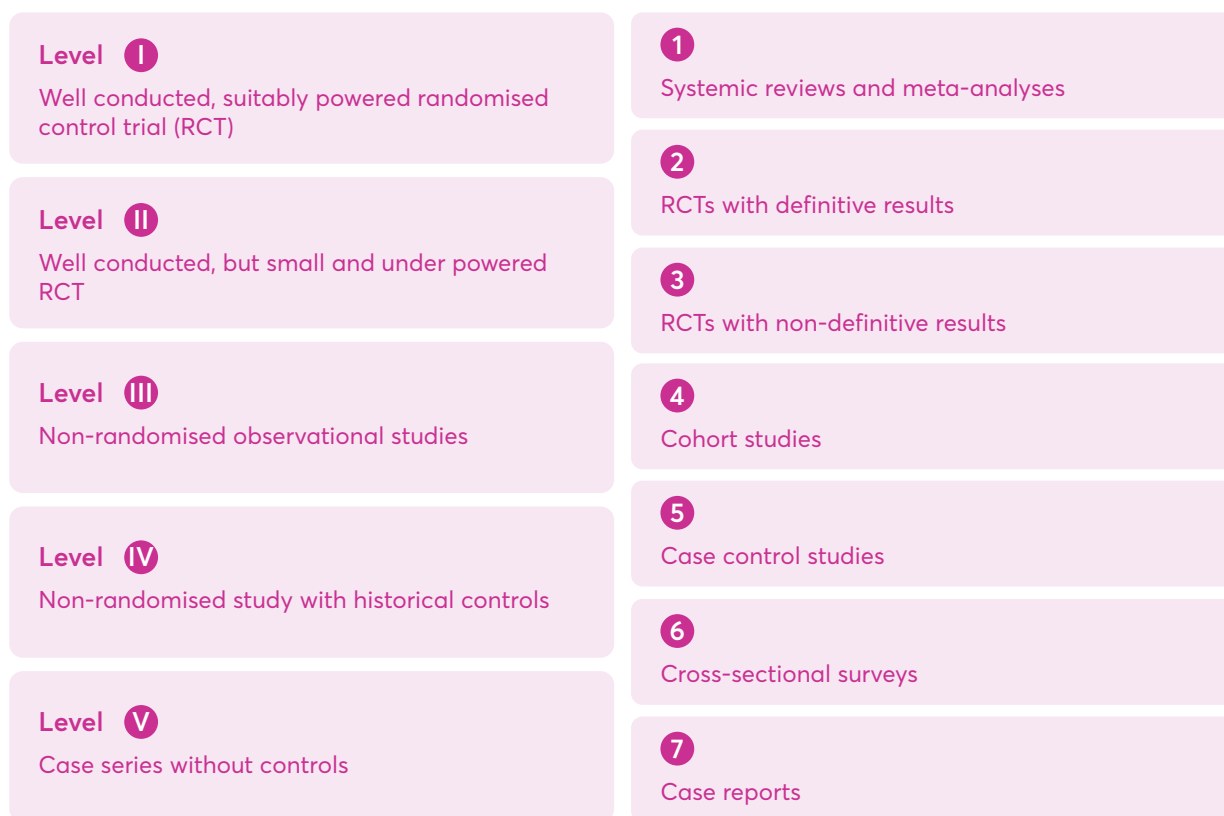 Level I
Well conducted, suitably powered randomised
control trial (RCT)
Level II
Well conducted, but small and under powered
RCT
Level III
Non-randomised observational studies
Level IV
Non-randomised study with historical controls
Level V
Case series without controls
1
Systemic reviews and meta-analyses
2
RCTs with definitive results
3
RCTs with non-definitive results
4
Cohort studies
5
Case control studies
6
Cross-sectional surveys
7
Case reports